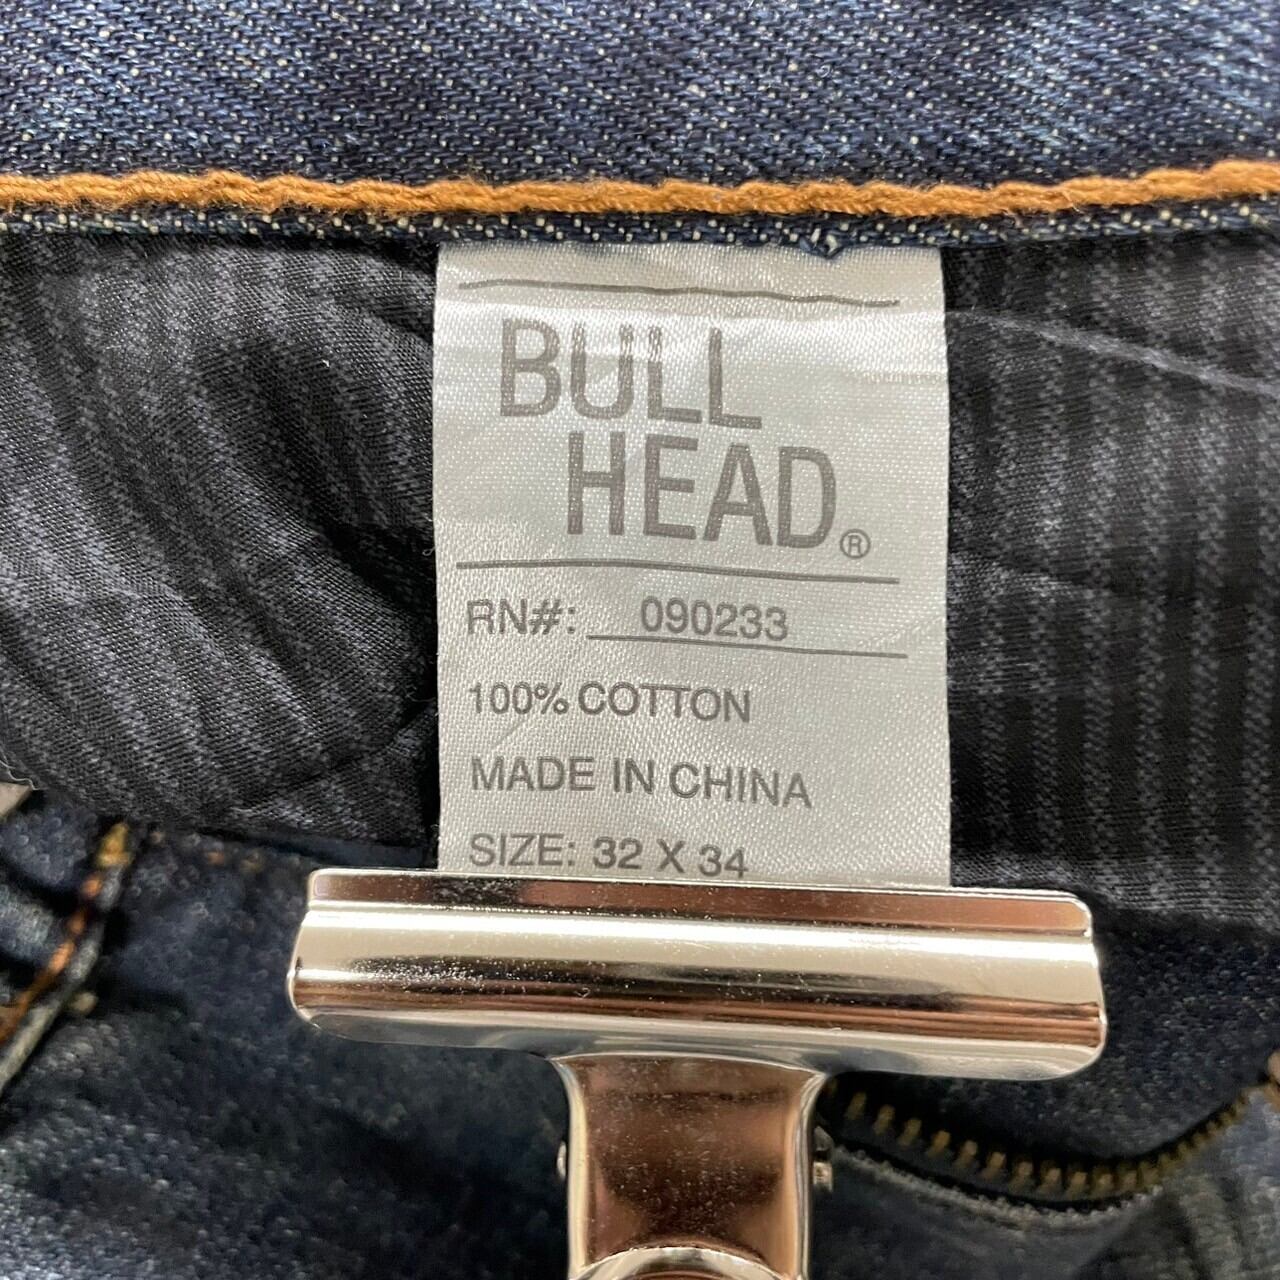 BULL
HEAD®
RN#: 090233
100% COTTON
MADE IN CHINA
SIZE: 32 X 34